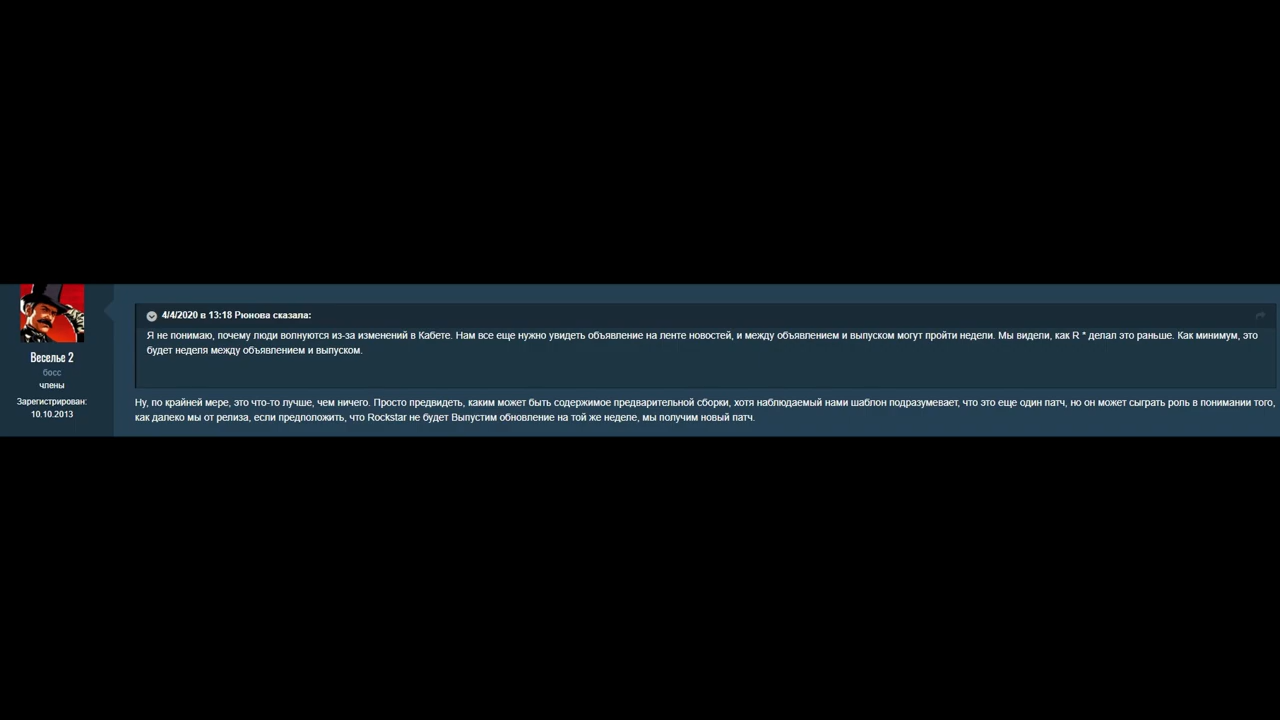 4/4/2020 в 13:18 Рюнова сказала:
Я не понимаю, почему люди волнуются из-за изменений в Кабете. Нам все еще нужно увидеть объявление на ленте новостей, и между объявлением и выпуском могут пройти недели. Мы видели, как R * делал это раньше. Как минимум, это
будет неделя между объявлением и выпуском.
Веселье 2
босс
члены
Зарегистрирован:
10.10.2013
Ну, по крайней мере, это что-то лучше, чем ничего. Просто предвидеть, каким может быть содержимое предварительной сборки, хотя наблюдаемый нами шаблон подразумевает, что это еще один патч, но он может сыграть роль в понимании того,
как далеко мы от релиза, если предположить, что Rockstar не будет Выпустим обновление на той же неделе, мы получим новый патч.